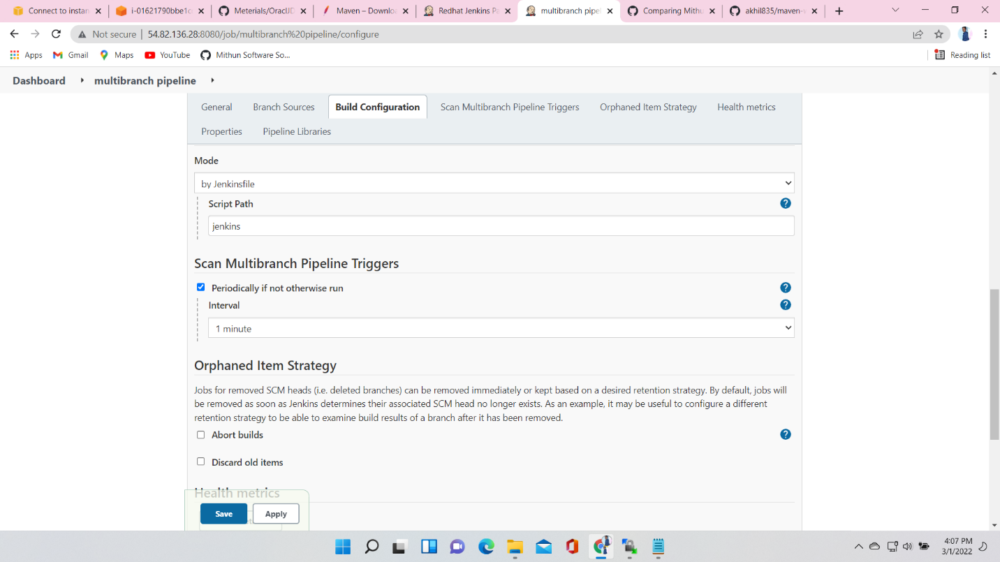 Connect to instan
i-01621790bbe1c
Meterials/OraclJD
Maven – Downlo
Redhat Jenkins Pa
multibranch pipel
Comparing Mithu
akhil835/maven-
Not secure
54.82.136.28:8080/job/multibranch%20pipeline/configure
Apps
Gmail
Maps
YouTube
Mithun Software So...
Reading list
Dashboard
multibranch pipeline
General
Branch Sources
Build Configuration
Scan Multibranch Pipeline Triggers
Orphaned Item Strategy
Health metrics
Properties
Pipeline Libraries
Mode
by Jenkinsfile
Script Path
jenkins
Scan Multibranch Pipeline Triggers
Periodically if not otherwise run
Interval
1 minute
Orphaned Item Strategy
Jobs for removed SCM heads (i.e. deleted branches) can be removed immediately or kept based on a desired retention strategy. By default, jobs will
be removed as soon as Jenkins determines their associated SCM head no longer exists. As an example, it may be useful to configure a different
retention strategy to be able to examine build results of a branch after it has been removed.
Abort builds
Discard old items
Health metrics
Save
Apply
4:07 PM
3/1/2022